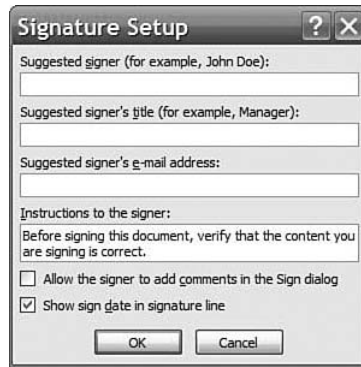 Signature Setup ? X
Suggested signer (for example, John Doe):
Suggested signer's title (for example, Manager):
Suggested signer's e-mail address:
Instructions to the signer:
Before signing this document, verify that the content you
are signing is correct.
Allow the signer to add comments in the Sign dialog
Show sign date in signature line
OK Cancel